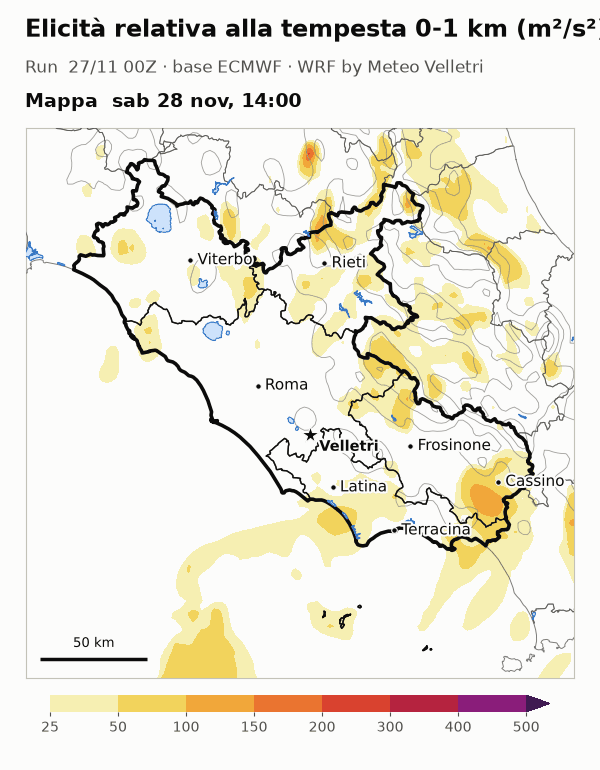 Elicità relativa alla tempesta 0-1 km (m²/s²)
Run  27/11 00Z · base ECMWF · WRF by Meteo Velletri
Mappa  sab 28 nov, 14:00
Viterbo
Rieti
Roma
Velletri
Frosinone
Cassino
Latina
Terracina
50 km
25 50 100 150 200 300 400 500